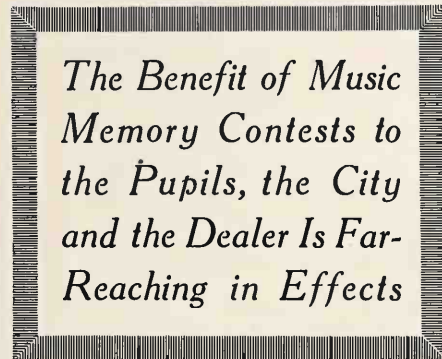 The Benefit of Music
Memory Contests to
the Pupils, the City
and the Dealer Is Far-
Reaching in Effects